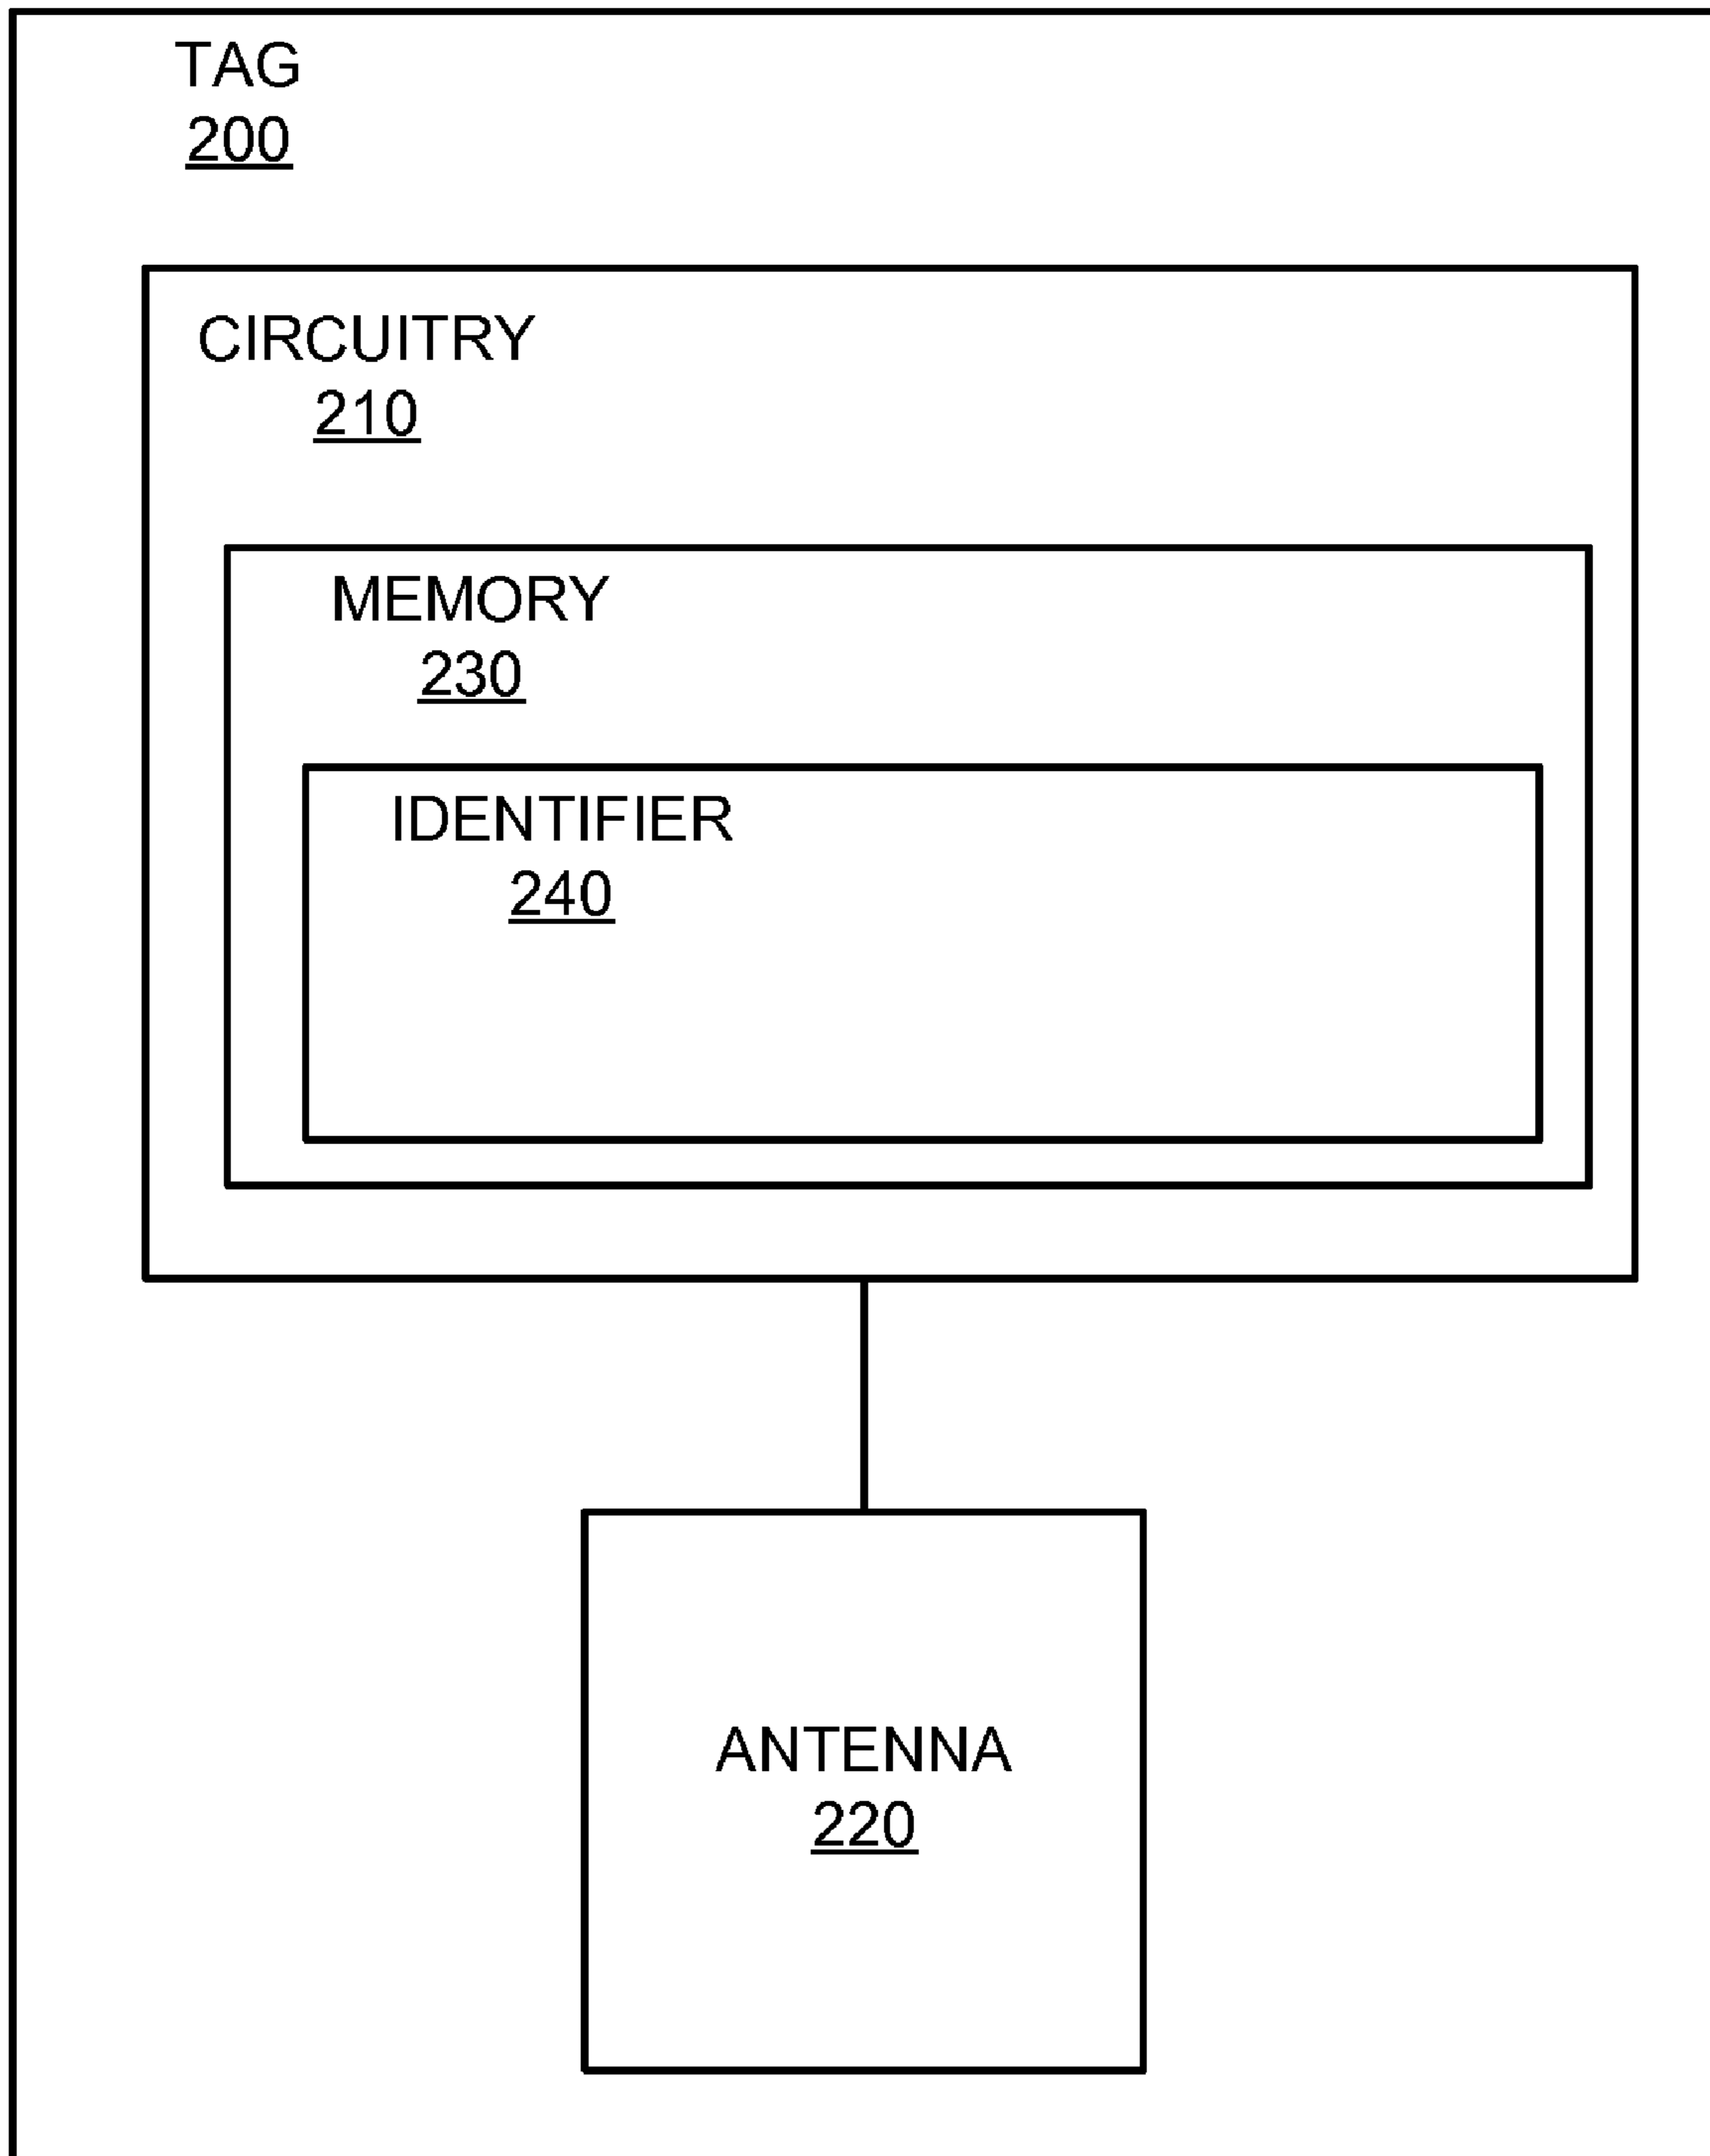 TAG
200
CIRCUITRY
210
MEMORY
230
IDENTIFIER
240
ANTENNA
220